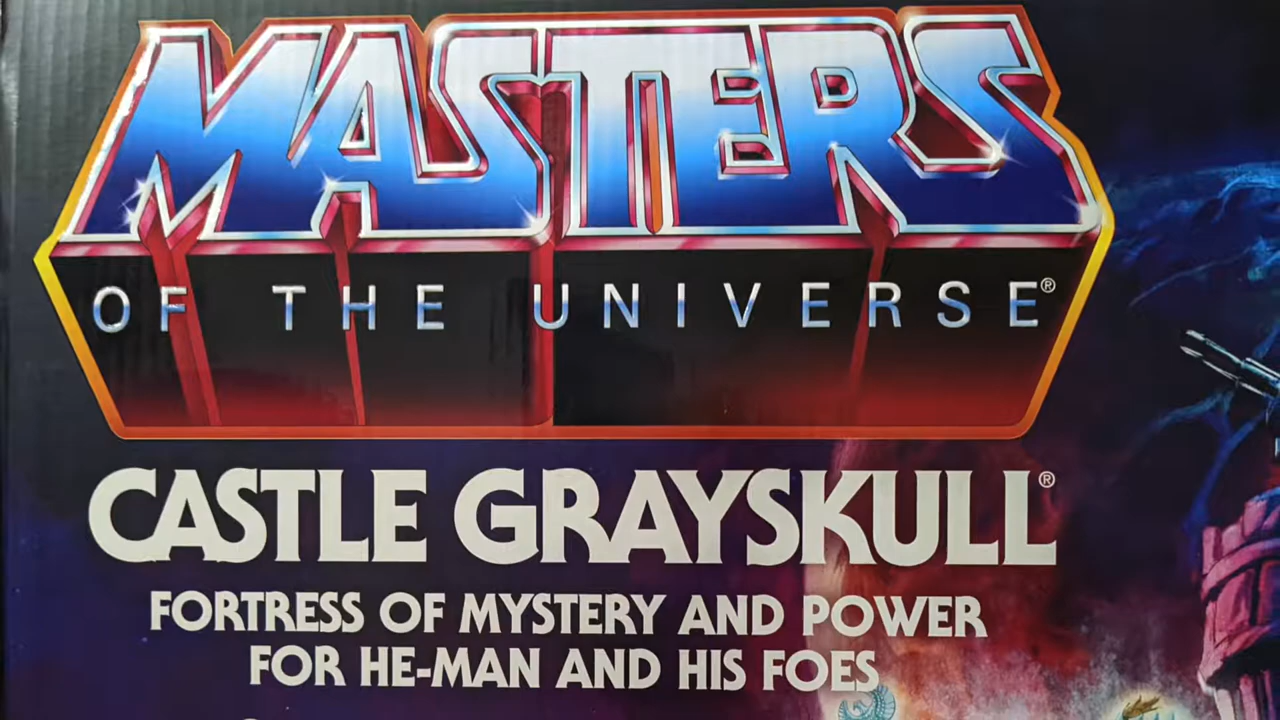 MASTERS
OF THE UNIVERSE®
CASTLE GRAYSKULL®
FORTRESS OF MYSTERY AND POWER
FOR HE-MAN AND HIS FOES